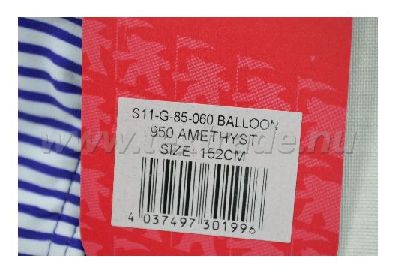 S11-G-85-060 BALLOON
950 AMETHYST
SIZE: 152CM
4 037497 301996